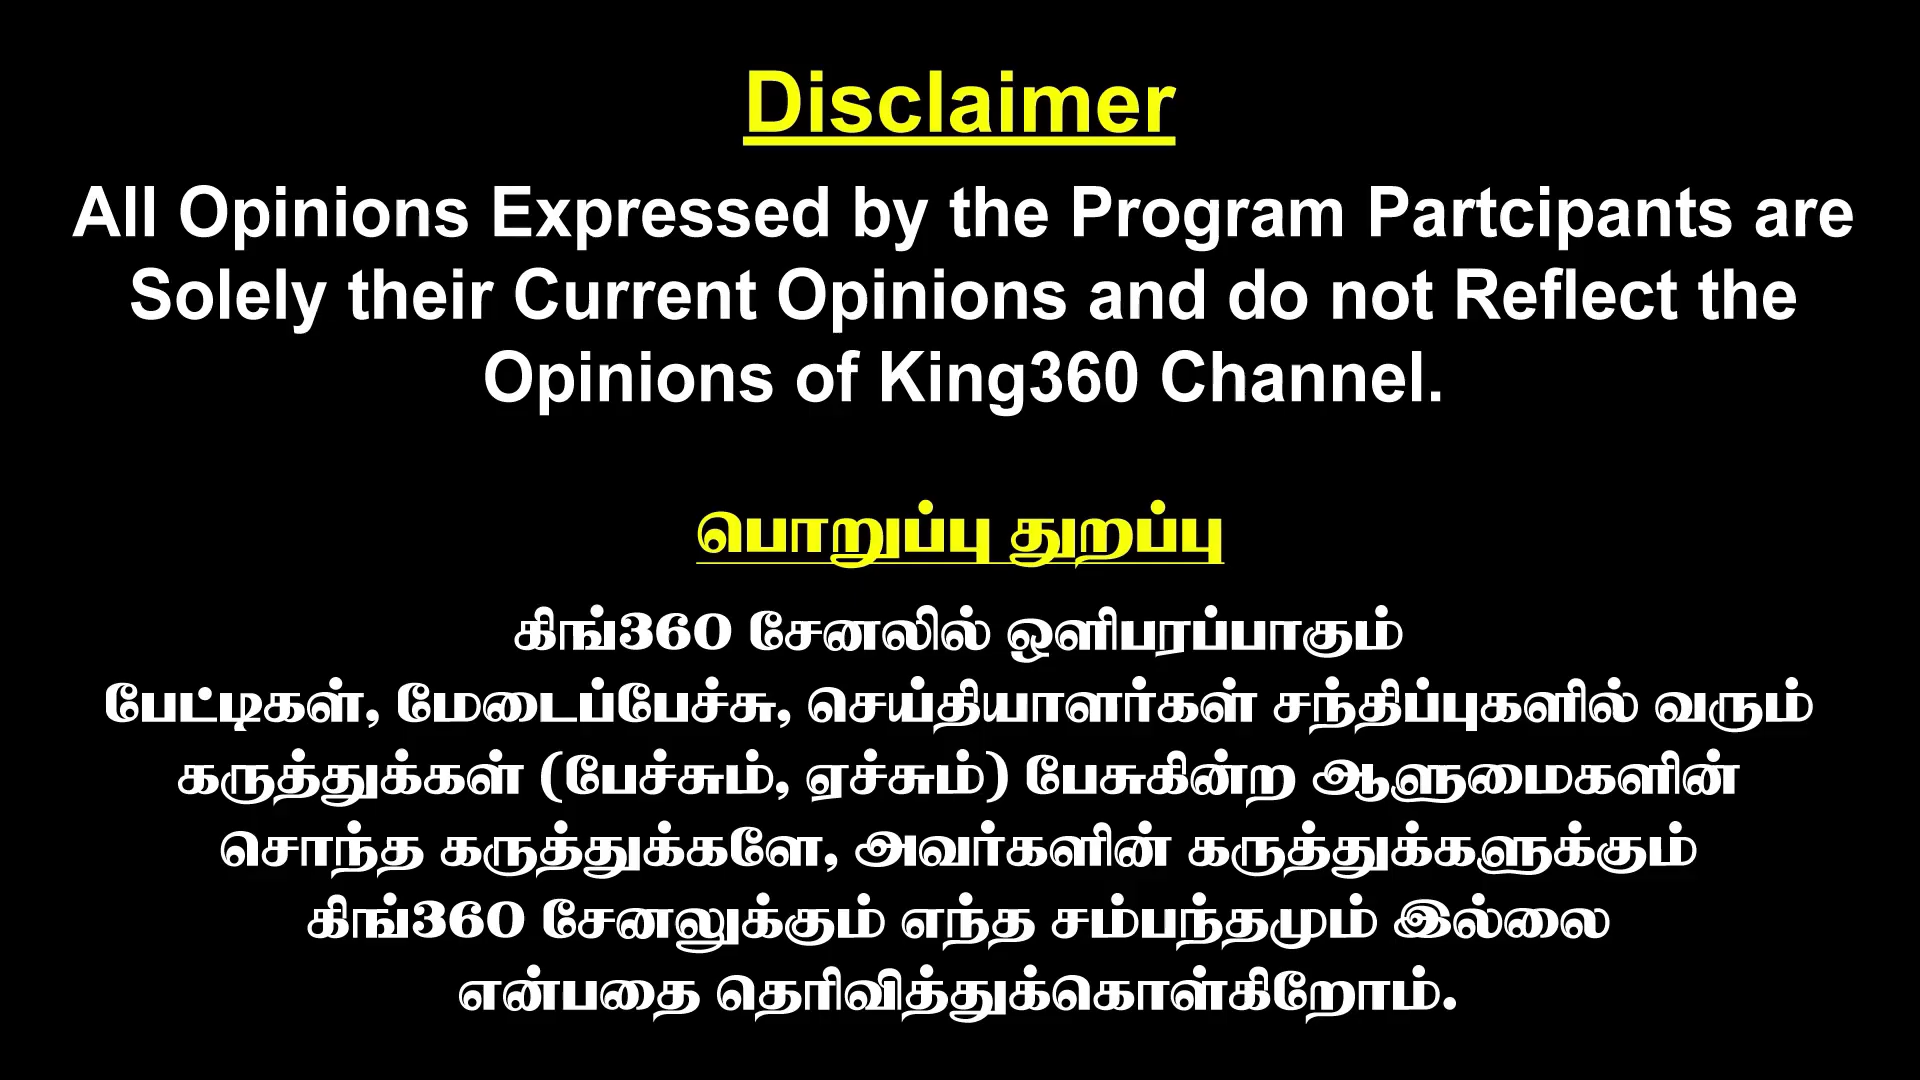 Disclaimer
All Opinions Expressed by the Program Partcipants are
Solely their Current Opinions and do not Reflect the
Opinions of King360 Channel.
பொறுப்பு துறப்பு
கிங்360 சேனலில் ஒளிபரப்பாகும்
பேட்டிகள், மேடைப்பேச்சு, செய்தியாளர்கள் சந்திப்புகளில் வரும்
கருத்துக்கள் (பேச்சும், ஏச்சும்) பேசுகின்ற ஆளுமைகளின்
சொந்த கருத்துக்களே, அவர்களின் கருத்துக்களுக்கும்
கிங்360 சேனலுக்கும் எந்த சம்பந்தமும் இல்லை
என்பதை தெரிவித்துக்கொள்கிறோம்.